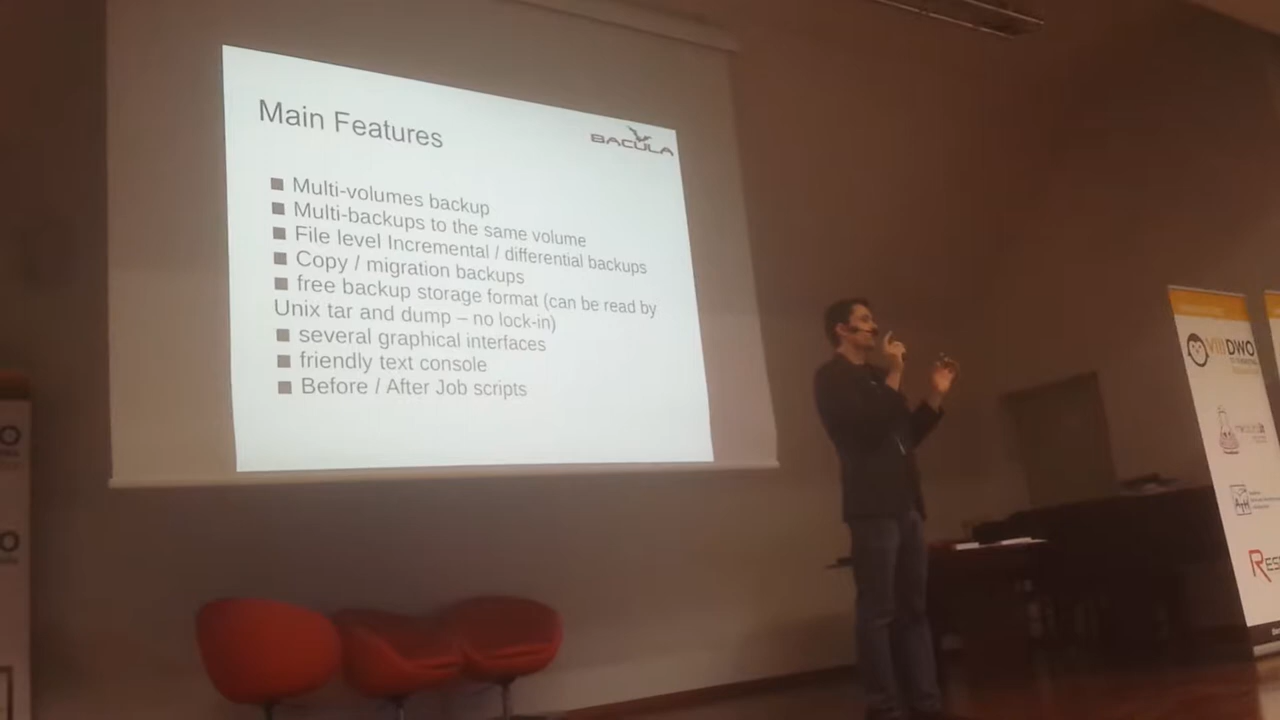 Main Features
BACULA
■ Multi-volumes backup
■ Multi-backups to the same volume
■ File level Incremental / differential backups
■ Copy / migration backups
■ free backup storage format (can be read by
Unix tar and dump – no lock-in)
■ several graphical interfaces
■ friendly text console
■ Before / After Job scripts
VIII DWO